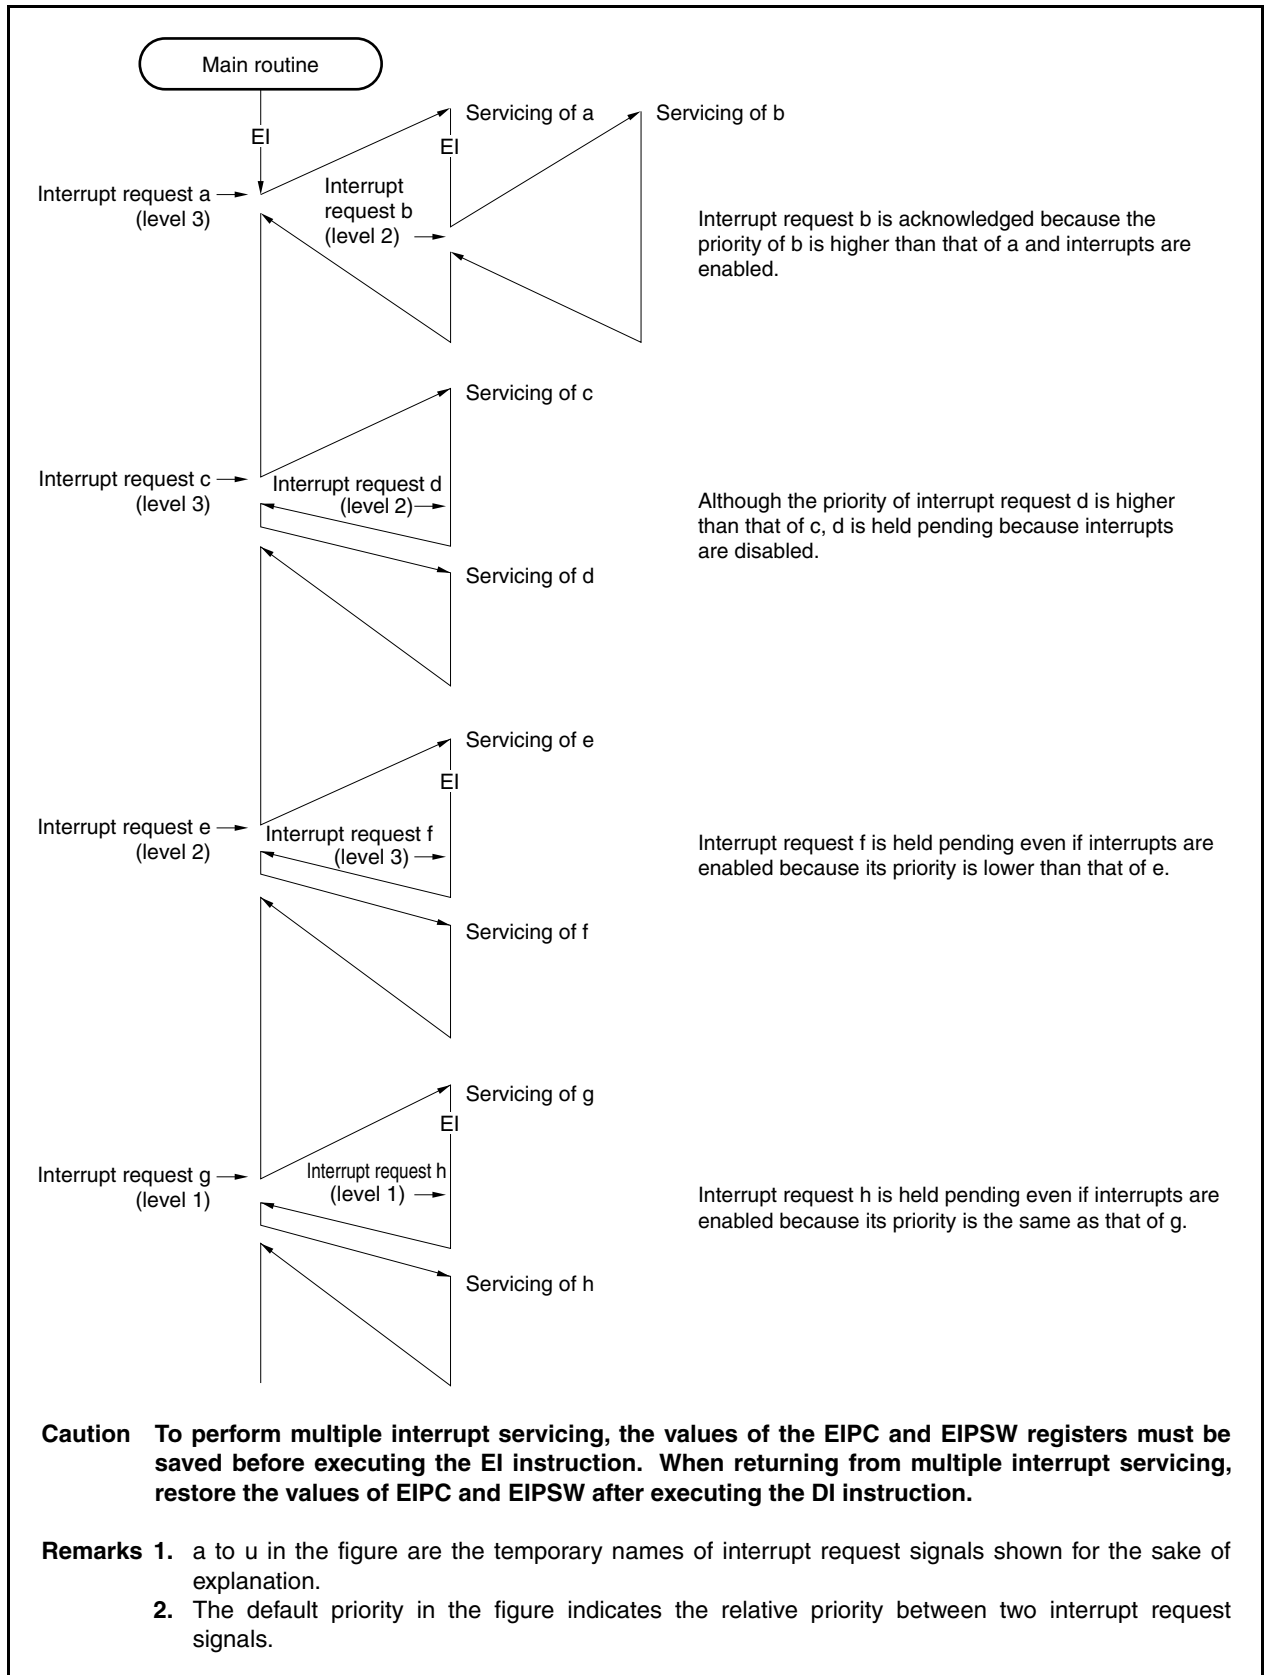 Main routine
EI
Servicing of a
Servicing of b
EI
Interrupt request a
(level 3)
Interrupt
request b
(level 2)
Interrupt request b is acknowledged because the
priority of b is higher than that of a and interrupts are
enabled.
Servicing of c
Interrupt request c
(level 3)
Interrupt request d
(level 2)
Although the priority of interrupt request d is higher
than that of c, d is held pending because interrupts
are disabled.
Servicing of d
Servicing of e
EI
Interrupt request e
(level 2)
Interrupt request f
(level 3)
Interrupt request f is held pending even if interrupts are
enabled because its priority is lower than that of e.
Servicing of f
Servicing of g
EI
Interrupt request g
(level 1)
Interrupt request h
(level 1)
Interrupt request h is held pending even if interrupts are
enabled because its priority is the same as that of g.
Servicing of h
Caution To perform multiple interrupt servicing, the values of the EIPC and EIPSW registers must be
saved before executing the EI instruction. When returning from multiple interrupt servicing,
restore the values of EIPC and EIPSW after executing the DI instruction.
Remarks 1. a to u in the figure are the temporary names of interrupt request signals shown for the sake of
explanation.
2. The default priority in the figure indicates the relative priority between two interrupt request
signals.